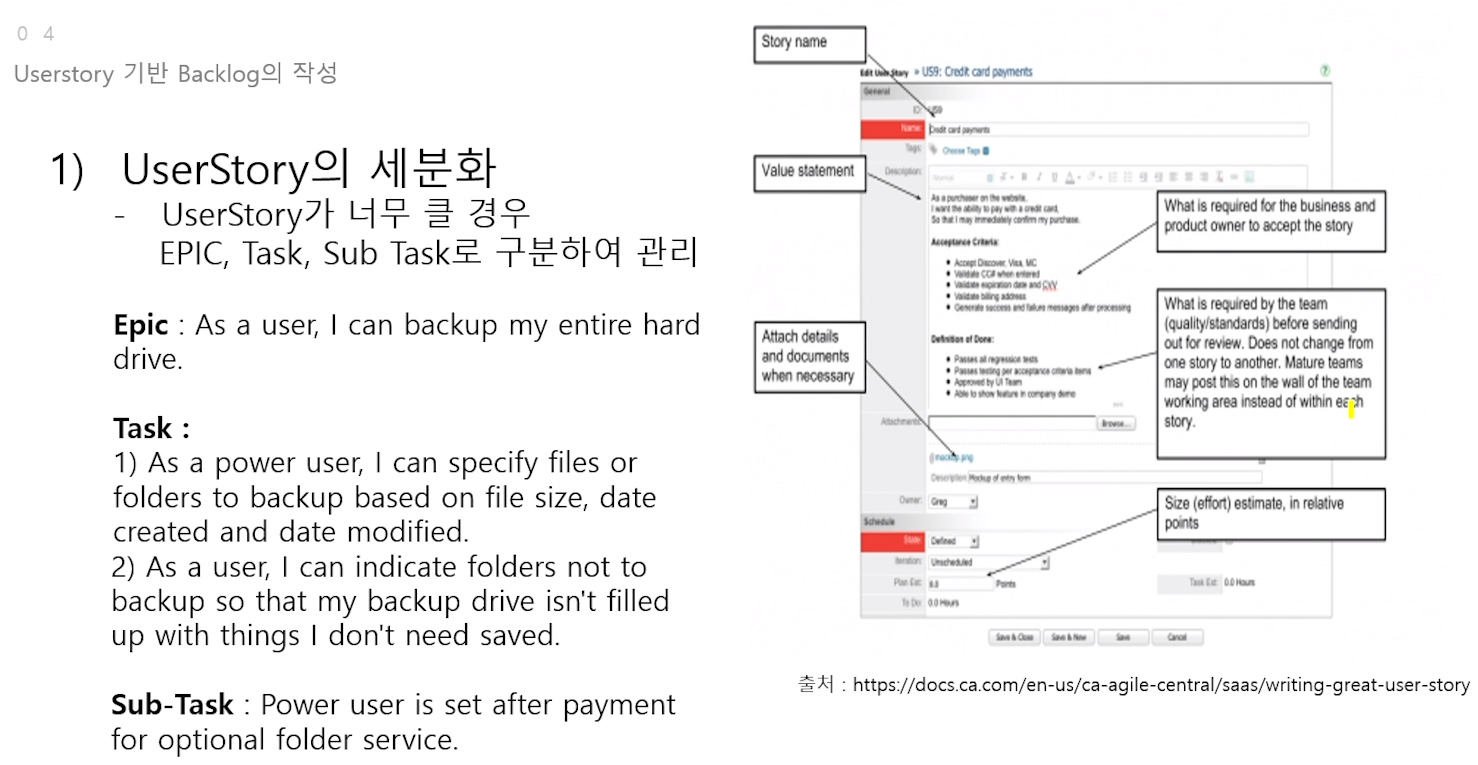 0 4
Userstory 기반 Backlog의 작성
1) UserStory의 세분화
- UserStory가 너무 클 경우
EPIC, Task, Sub Task로 구분하여 관리
Epic : As a user, I can backup my entire hard
drive.
Task :
1) As a power user, I can specify files or
folders to backup based on file size, date
created and date modified.
2) As a user, I can indicate folders not to
backup so that my backup drive isn't filled
up with things I don't need saved.
Sub-Task : Power user is set after payment
for optional folder service.
Story name
Edit User Story » US9: Credit card payments
General
ID: US9
Name: Credit card payments
Tags: Choose Tags
Value statement
Description:
Normal
As a purchaser on the website,
I want the ability to pay with a credit card,
So that I may immediately confirm my purchase.
Acceptance Criteria:
Accept Discover, Visa, MC
Validate CC# when entered
Validate expiration date and CVV
Validate billing address
Generate success and failure messages after processing
What is required for the business and
product owner to accept the story
Definition of Done:
Passes all regression tests
Passes testing per acceptance criteria items
Approved by UI Team
Able to show feature in company demo
What is required by the team
(quality/standards) before sending
out for review. Does not change from
one story to another. Mature teams
may post this on the wall of the team
working area instead of within each
story.
Attach details
and documents
when necessary
Attachments: Browse...
mockup.png
Description: Mockup of entry form
Owner: Greg
Schedule
State: Defined
Iteration: Unscheduled
Plan Est: 8.0 Points
Task Est: 0.0 Hours
To Do: 0.0 Hours
Size (effort) estimate, in relative
points
Save & Close Save & New Save Cancel
출처 : https://docs.ca.com/en-us/ca-agile-central/saas/writing-great-user-story